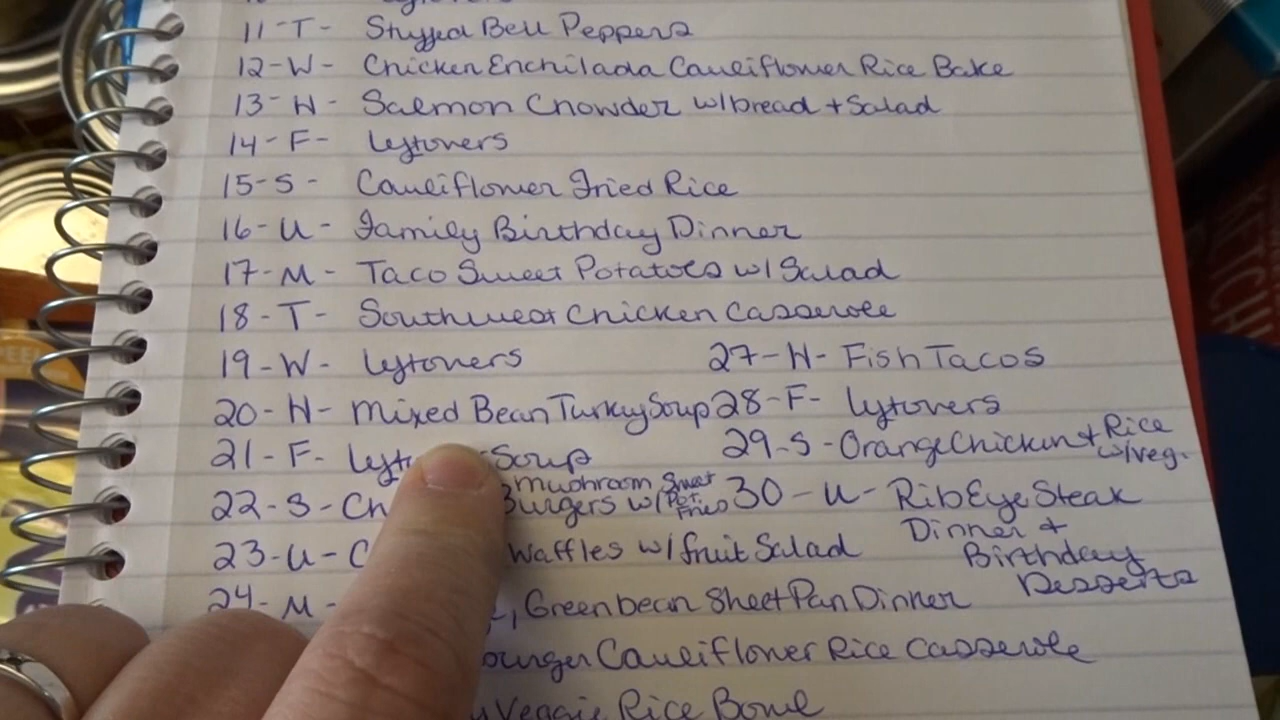 11-T- Stuffed Bell Peppers
12-W- Chicken Enchilada Cauliflower Rice Bake
13-H- Salmon Chowder w/bread + Salad
14-F- leftovers
15-S- Cauliflower Fried Rice
16-U- Family Birthday Dinner
17-M- Taco Sweet Potatoes w/ Salad
18-T- Southwest Chicken Casserole
19-W- leftovers
20-H- Mixed Bean Turkey Soup
21-F- Soup
22-S- mushroom Burgers w/ Sweet Pot. Fries
23-U- Waffles w/ fruit Salad
24-M- , Greenbean Sheet Pan Dinner
Cauliflower Rice Casserole
Veggie Rice Bowl
27-H- Fish Tacos
28-F- leftovers
29-S- Orange Chicken + Rice w/veg.
30-U- RibEye Steak
Dinner +
Birthday
Desserts
KETCHU